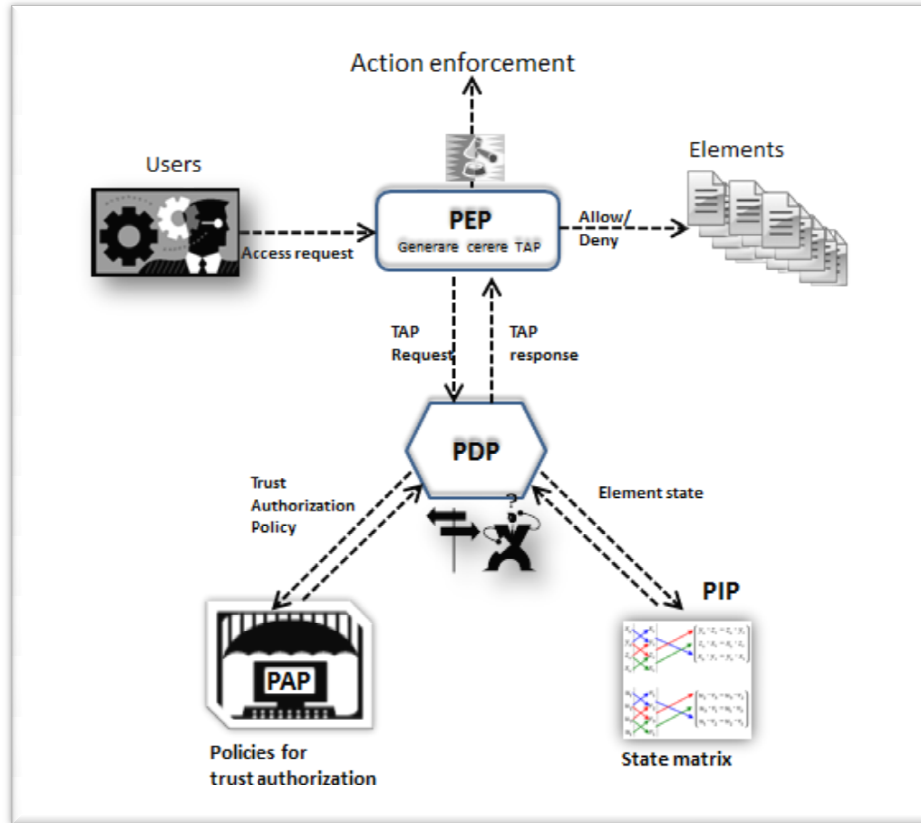 Action enforcement
Users
Elements
PEP
Generare cerere TAP
Access request
Allow/
Deny
TAP
Request
TAP
response
PDP
?
Trust
Authorization
Policy
Element state
PIP
PAP
Policies for
trust authorization
State matrix